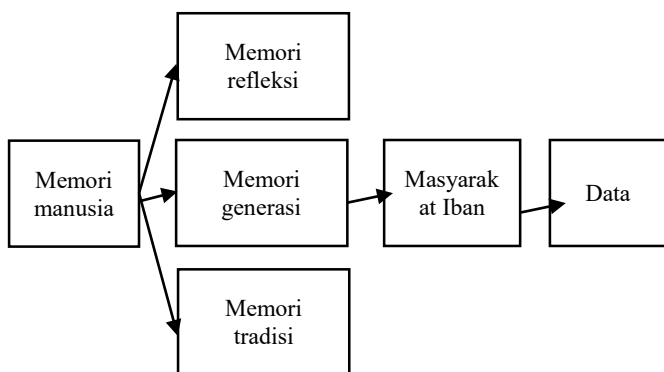 Memori
refleksi
Memori
manusia
Memori
generasi
Masyarak
at Iban
Data
Memori
tradisi